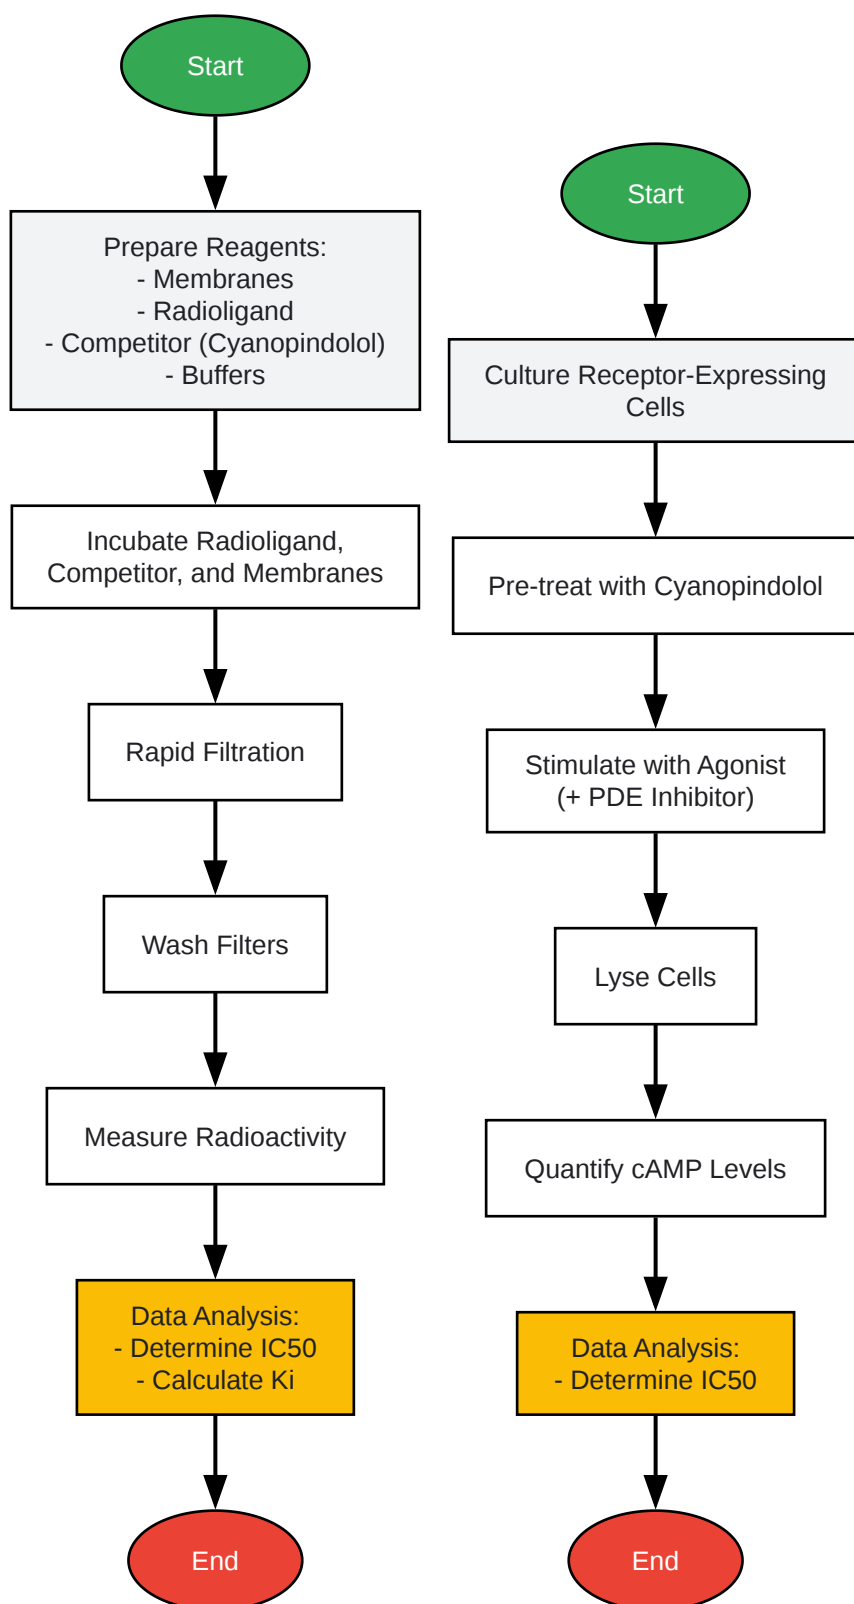 Start
Prepare Reagents:
- Membranes
- Radioligand
- Competitor (Cyanopindolol)
- Buffers
Incubate Radioligand,
Competitor, and Membranes
Rapid Filtration
Wash Filters
Measure Radioactivity
Data Analysis:
- Determine IC50
- Calculate Ki
End
Start
Culture Receptor-Expressing
Cells
Pre-treat with Cyanopindolol
Stimulate with Agonist
(+ PDE Inhibitor)
Lyse Cells
Quantify cAMP Levels
Data Analysis:
- Determine IC50
End